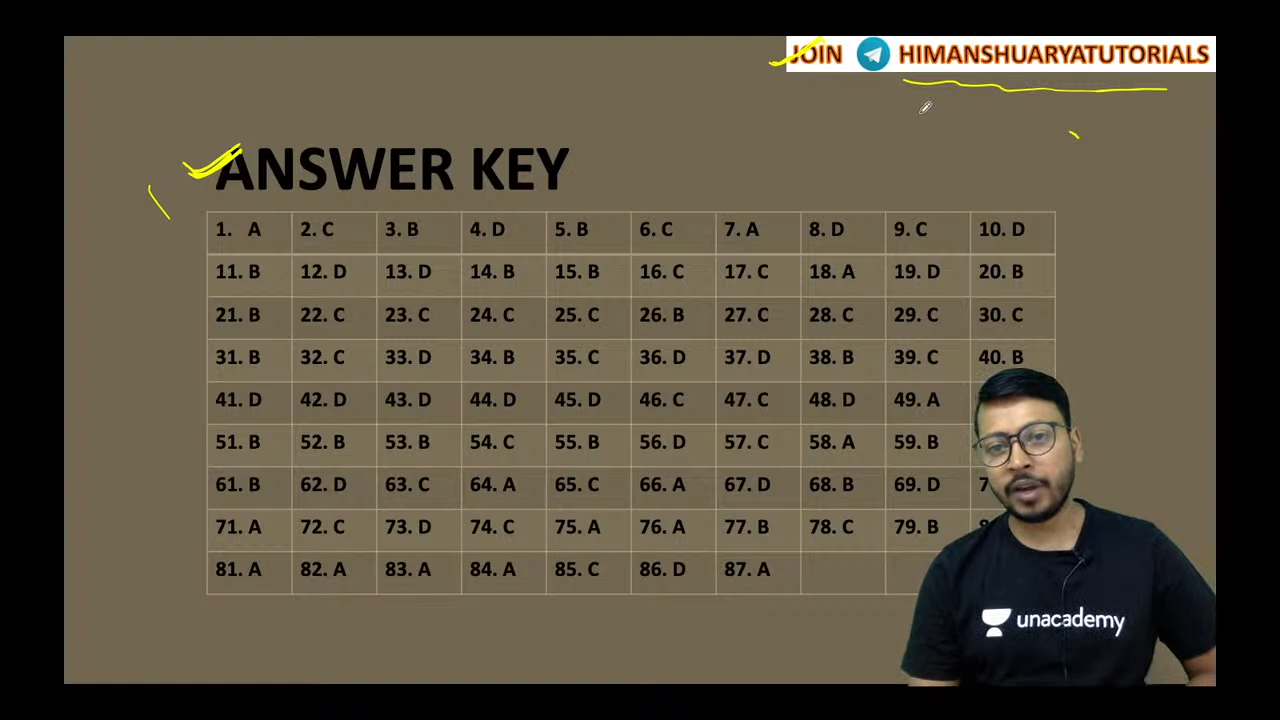 JOIN HIMANSHUARYATUTORIALS
ANSWER KEY
1. A 2. C 3. B 4. D 5. B 6. C 7. A 8. D 9. C 10. D
11. B 12. D 13. D 14. B 15. B 16. C 17. C 18. A 19. D 20. B
21. B 22. C 23. C 24. C 25. C 26. B 27. C 28. C 29. C 30. C
31. B 32. C 33. D 34. B 35. C 36. D 37. D 38. B 39. C 40. B
41. D 42. D 43. D 44. D 45. D 46. C 47. C 48. D 49. A
51. B 52. B 53. B 54. C 55. B 56. D 57. C 58. A 59. B
61. B 62. D 63. C 64. A 65. C 66. A 67. D 68. B 69. D
71. A 72. C 73. D 74. C 75. A 76. A 77. B 78. C 79. B
81. A 82. A 83. A 84. A 85. C 86. D 87. A
unacademy